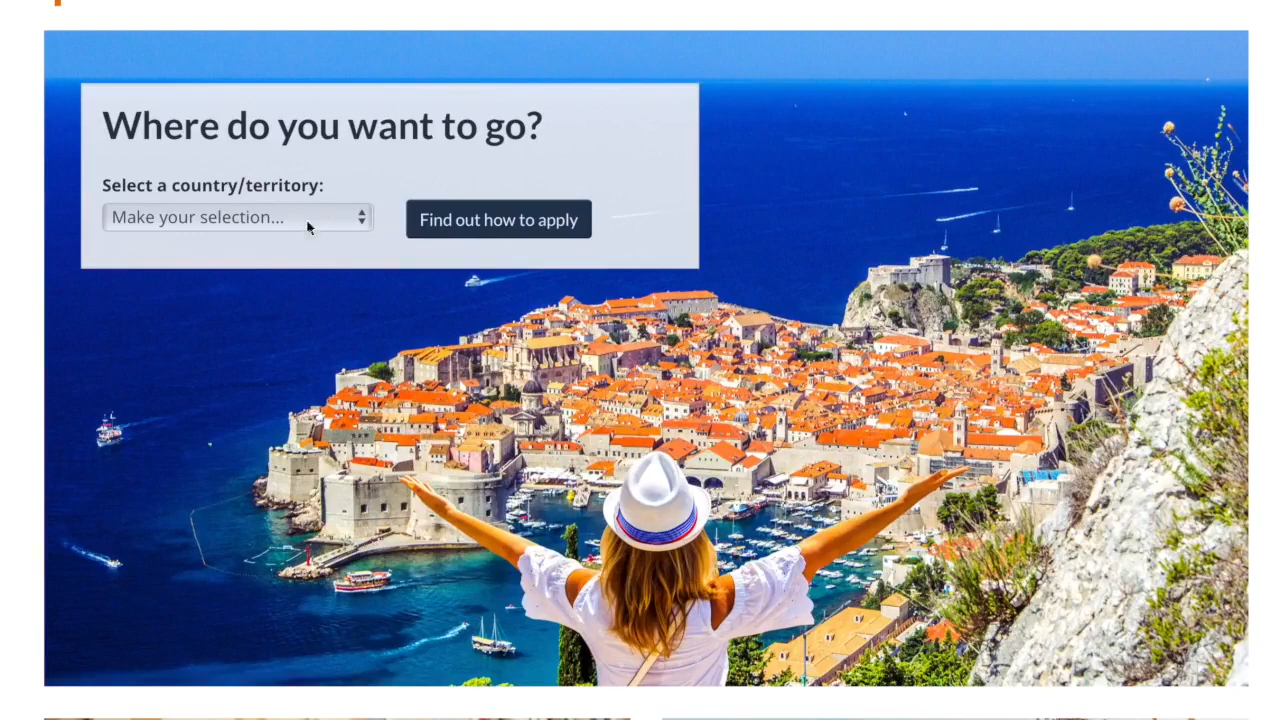 Where do you want to go?
Select a country/territory:
Make your selection...
Find out how to apply